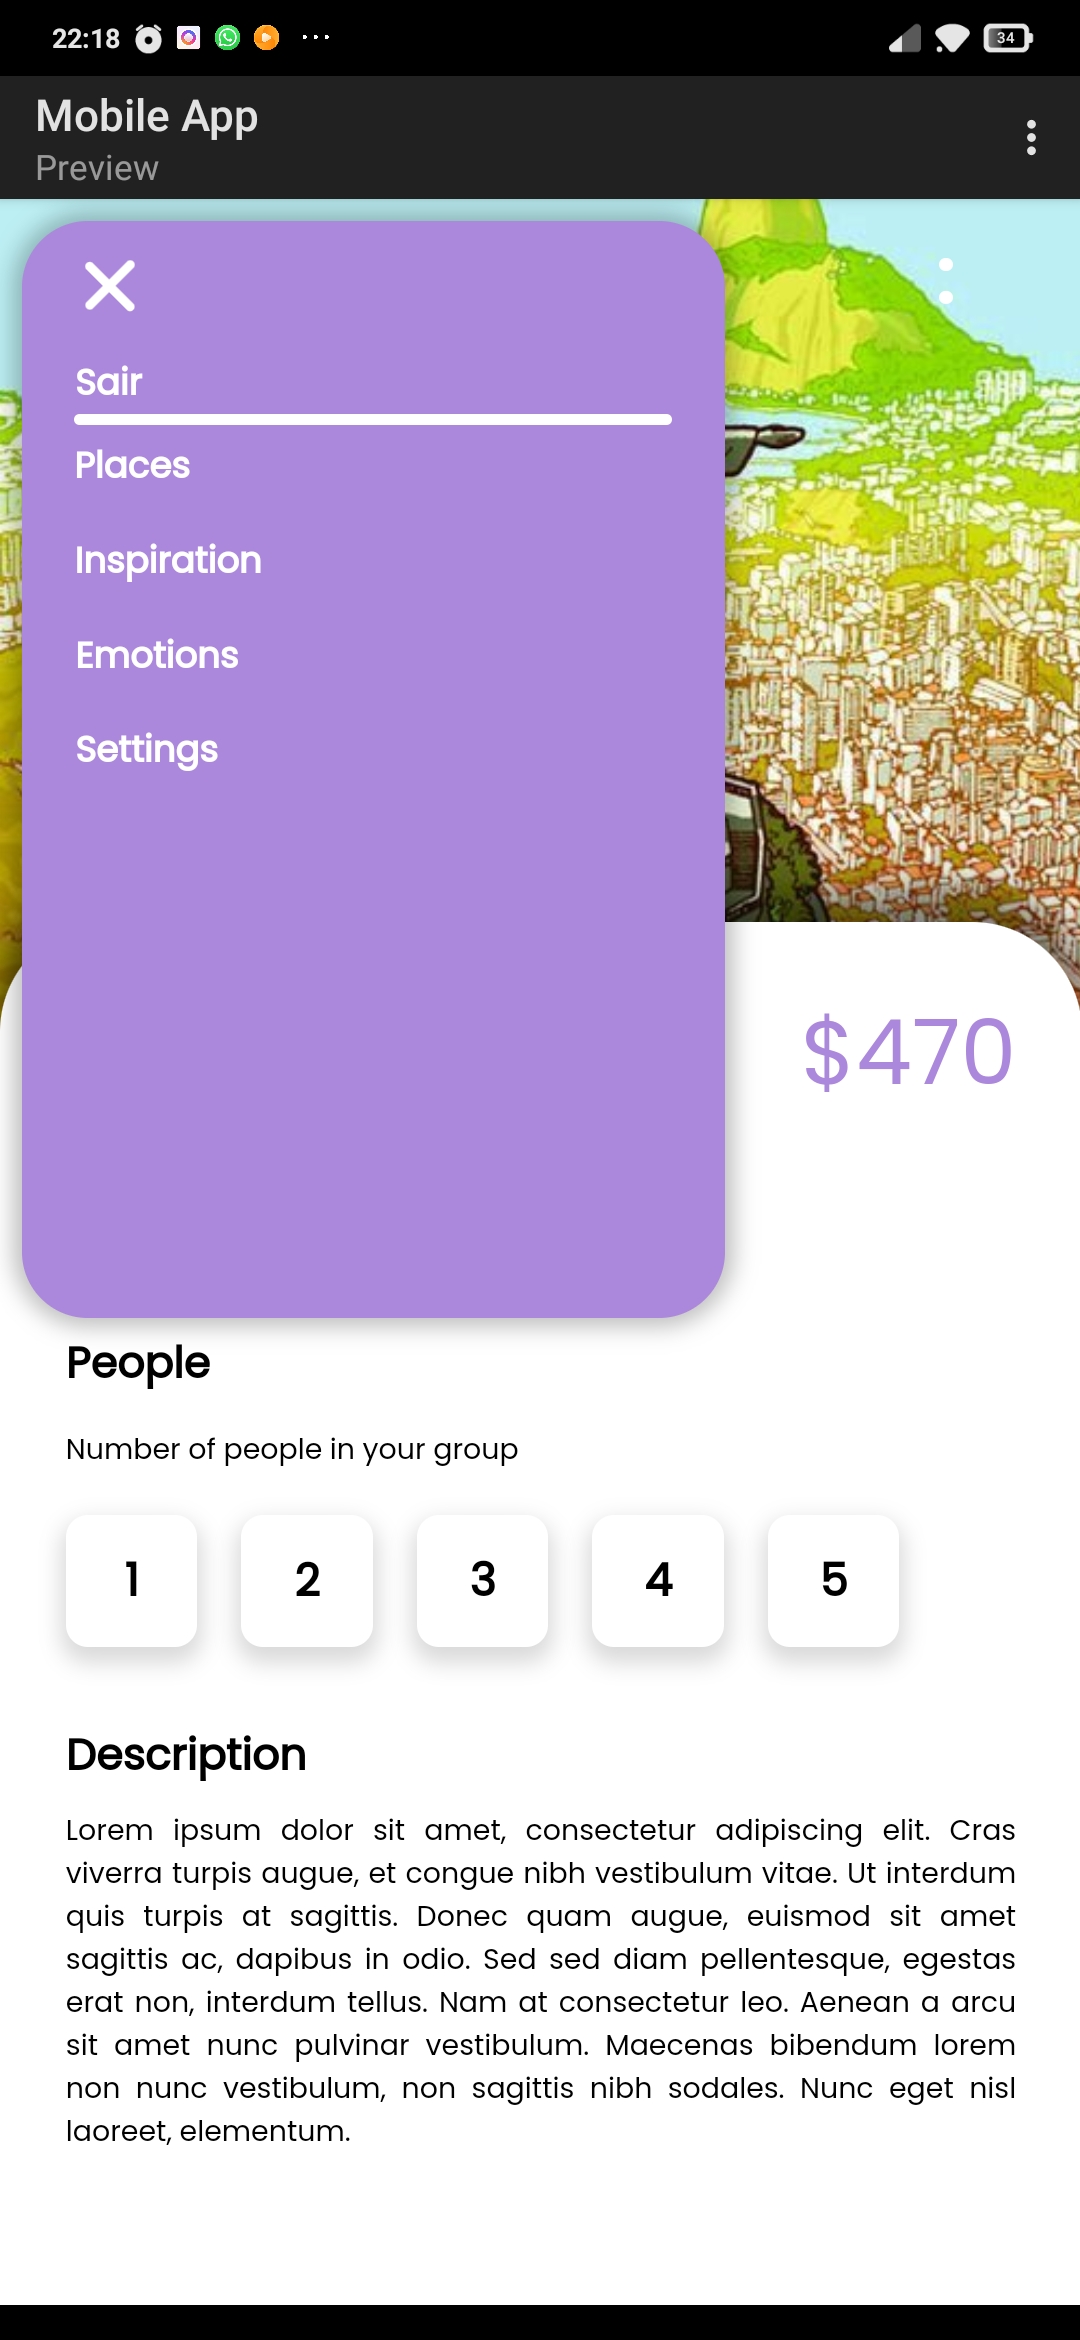 22:18
34
Mobile App
Preview
Sair
Places
Inspiration
Emotions
Settings
$470
People
Number of people in your group
1 2 3 4 5
Description
Lorem ipsum dolor sit amet, consectetur adipiscing elit. Cras
viverra turpis augue, et congue nibh vestibulum vitae. Ut interdum
quis turpis at sagittis. Donec quam augue, euismod sit amet
sagittis ac, dapibus in odio. Sed sed diam pellentesque, egestas
erat non, interdum tellus. Nam at consectetur leo. Aenean a arcu
sit amet nunc pulvinar vestibulum. Maecenas bibendum lorem
non nunc vestibulum, non sagittis nibh sodales. Nunc eget nisl
laoreet, elementum.